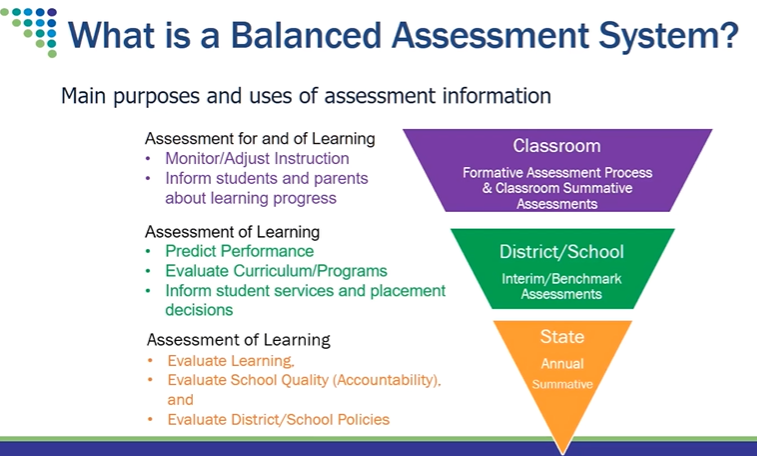 What is a Balanced Assessment System?
Main purposes and uses of assessment information
Assessment for and of Learning
• Monitor/Adjust Instruction
• Inform students and parents
about learning progress
Classroom
Formative Assessment Process
& Classroom Summative
Assessments
Assessment of Learning
• Predict Performance
• Evaluate Curriculum/Programs
• Inform student services and placement
decisions
District/School
Interim/Benchmark
Assessments
Assessment of Learning
• Evaluate Learning,
• Evaluate School Quality (Accountability),
and
• Evaluate District/School Policies
State
Annual
Summative